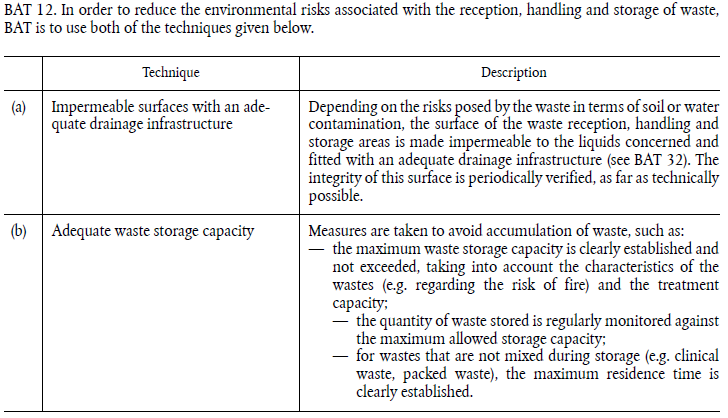 BAT 12. In order to reduce the environmental risks associated with the reception, handling and storage of waste,
BAT is to use both of the techniques given below.
Technique
Description
(a)
Impermeable surfaces with an ade-
quate drainage infrastructure
Depending on the risks posed by the waste in terms of soil or water
contamination, the surface of the waste reception, handling and
storage areas is made impermeable to the liquids concerned and
fitted with an adequate drainage infrastructure (see BAT 32). The
integrity of this surface is periodically verified, as far as technically
possible.
(b)
Adequate waste storage capacity
Measures are taken to avoid accumulation of waste, such as:
— the maximum waste storage capacity is clearly established and
not exceeded, taking into account the characteristics of the
wastes (e.g. regarding the risk of fire) and the treatment
capacity;
— the quantity of waste stored is regularly monitored against
the maximum allowed storage capacity;
— for wastes that are not mixed during storage (e.g. clinical
waste, packed waste), the maximum residence time is
clearly established.